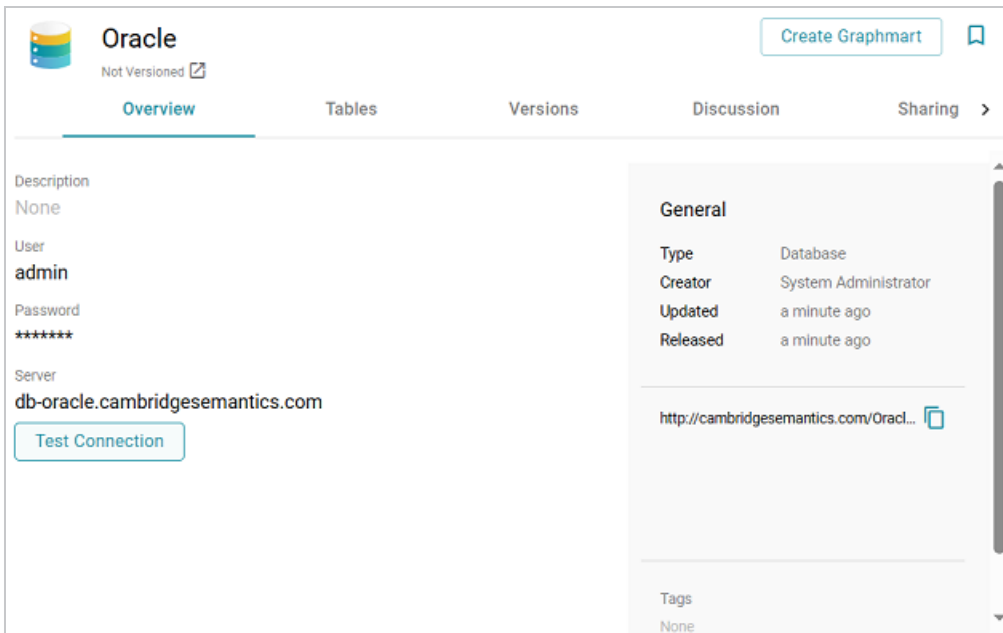 Oracle
Create Graphmart
Not Versioned
Overview Tables Versions Discussion Sharing
Description
None
User
admin
Password
*******
Server
db-oracle.cambridgesemantics.com
Test Connection
General
Type Database
Creator System Administrator
Updated a minute ago
Released a minute ago
http://cambridgesemantics.com/Oracl...
Tags
None